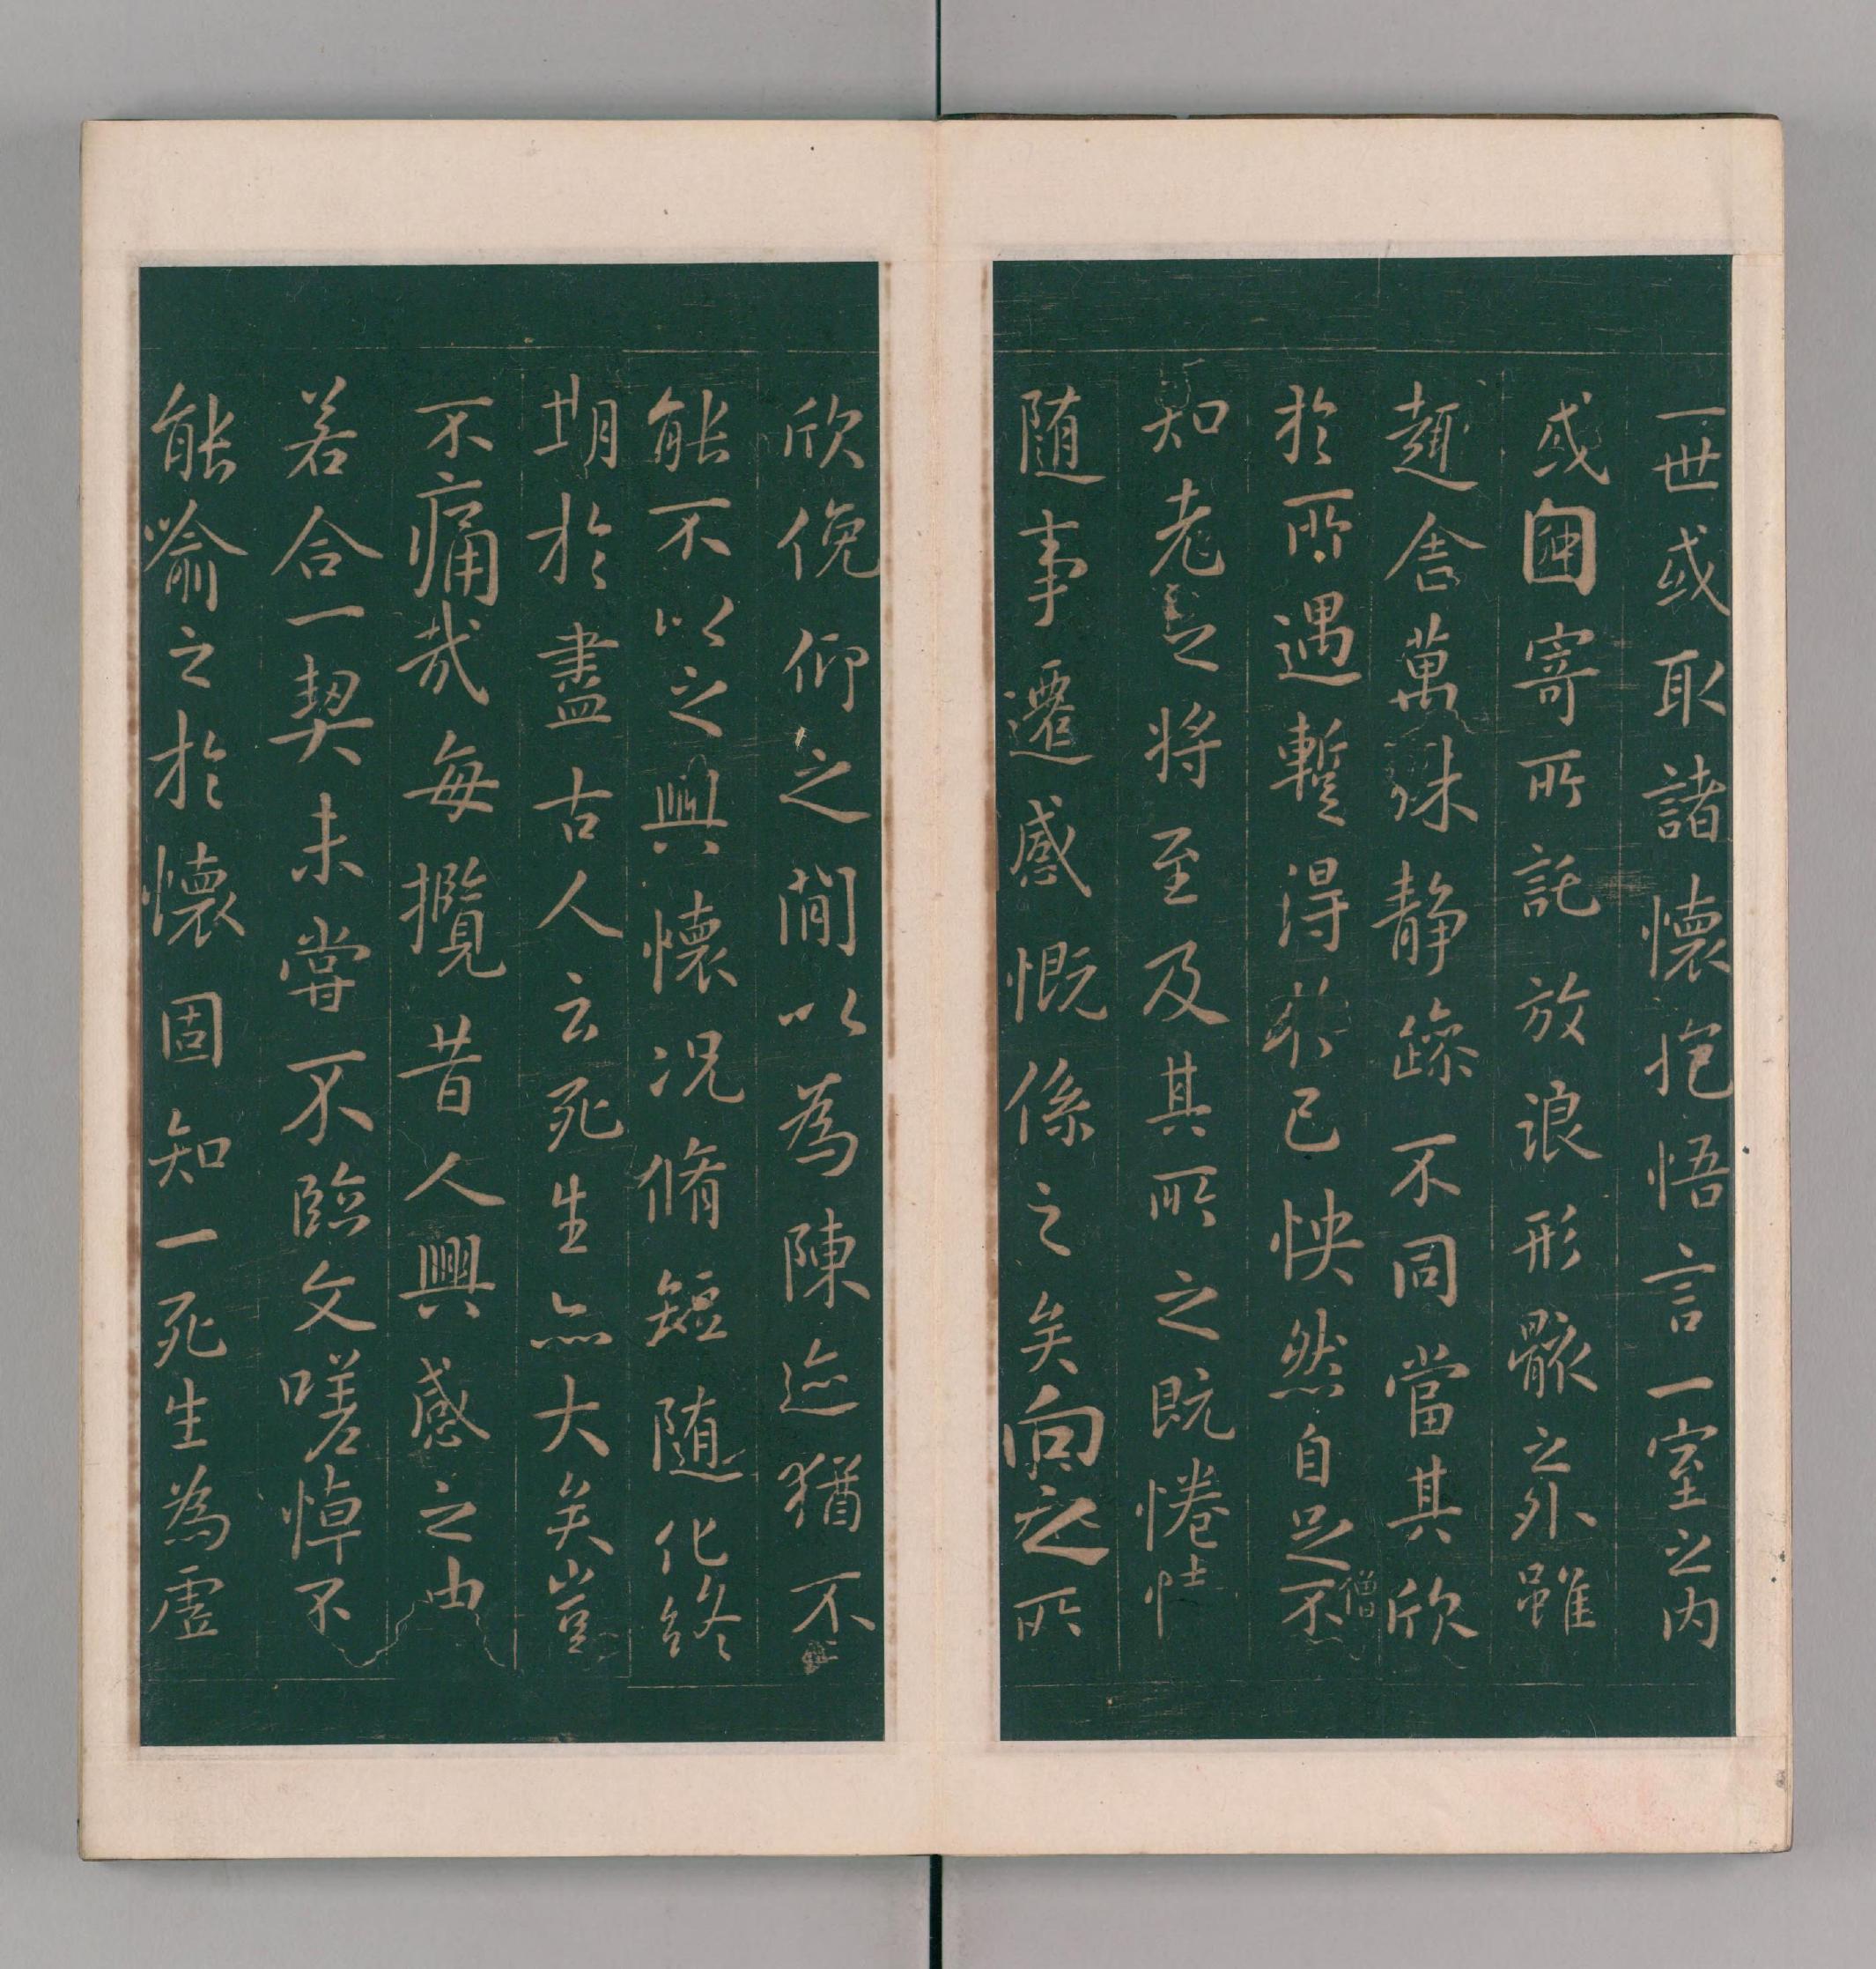 一世或取諸懷抱悟言一室之內
或因寄所託放浪形骸之外雖
趣舍萬殊靜躁不同當其欣
於所遇蹔得於己怏然自足不
僧
知老之將至及其所之既惓情
隨事遷感慨係之矣向之所
欣俛仰之閒以為陳迹猶不
能不以之興懷況脩短隨化終
期於盡古人云死生亦大矣豈
不痛哉每攬昔人興感之由
若合一契未嘗不臨文嗟悼不
能喻之於懷固知一死生為虛